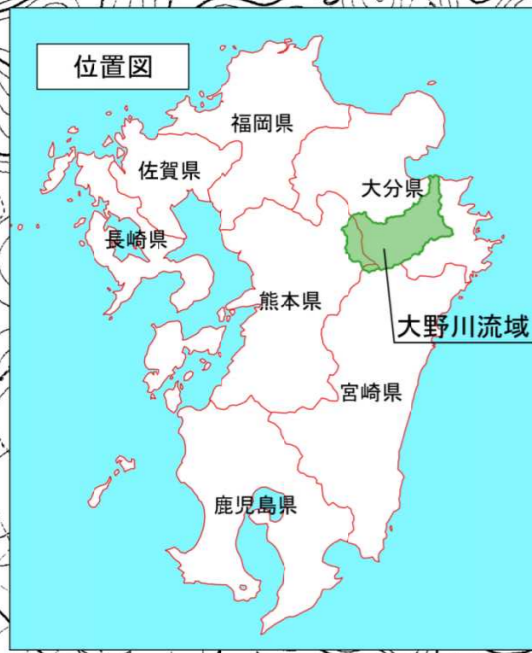 位置図
福岡県
佐賀県
大分県
長崎県
熊本県
大野川流域
宮崎県
鹿児島県